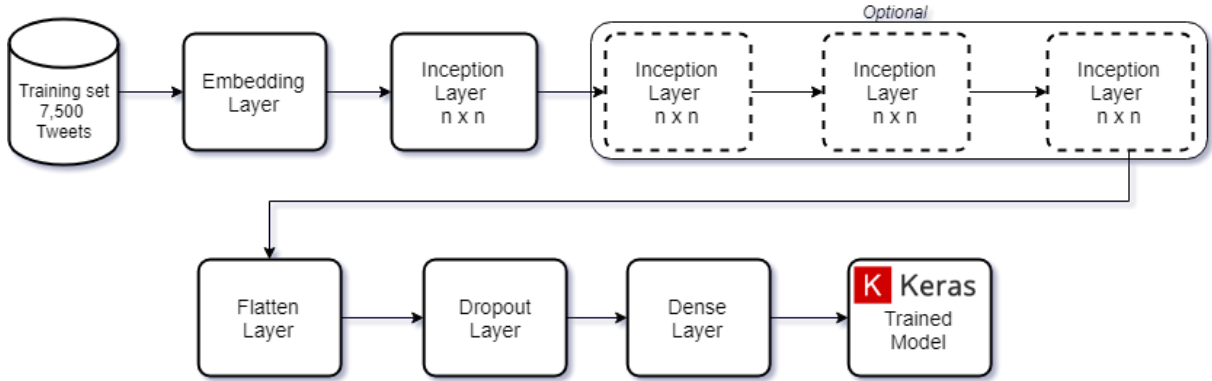 Optional
Training set
7,500
Tweets
Embedding
Layer
Inception
Layer
n x n
Inception
Layer
n x n
Inception
Layer
n x n
Inception
Layer
n x n
Flatten
Layer
Dropout
Layer
Dense
Layer
K Keras
Trained
Model